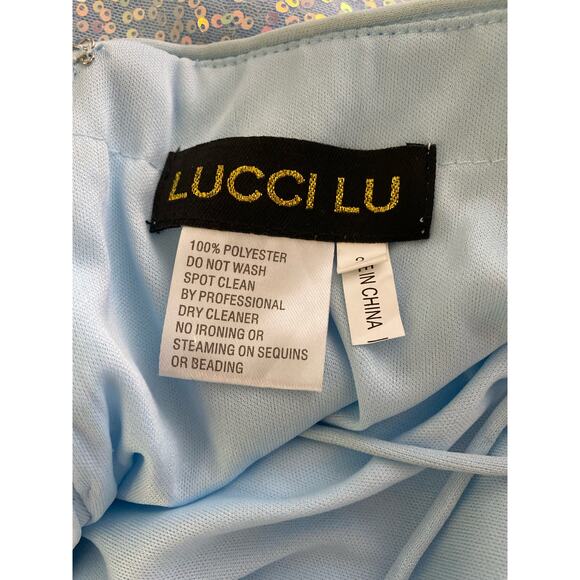 LUCCI LU
100% POLYESTER
DO NOT WASH
SPOT CLEAN
BY PROFESSIONAL
DRY CLEANER
NO IRONING OR
STEAMING ON SEQUINS
OR BEADING
IN CHINA